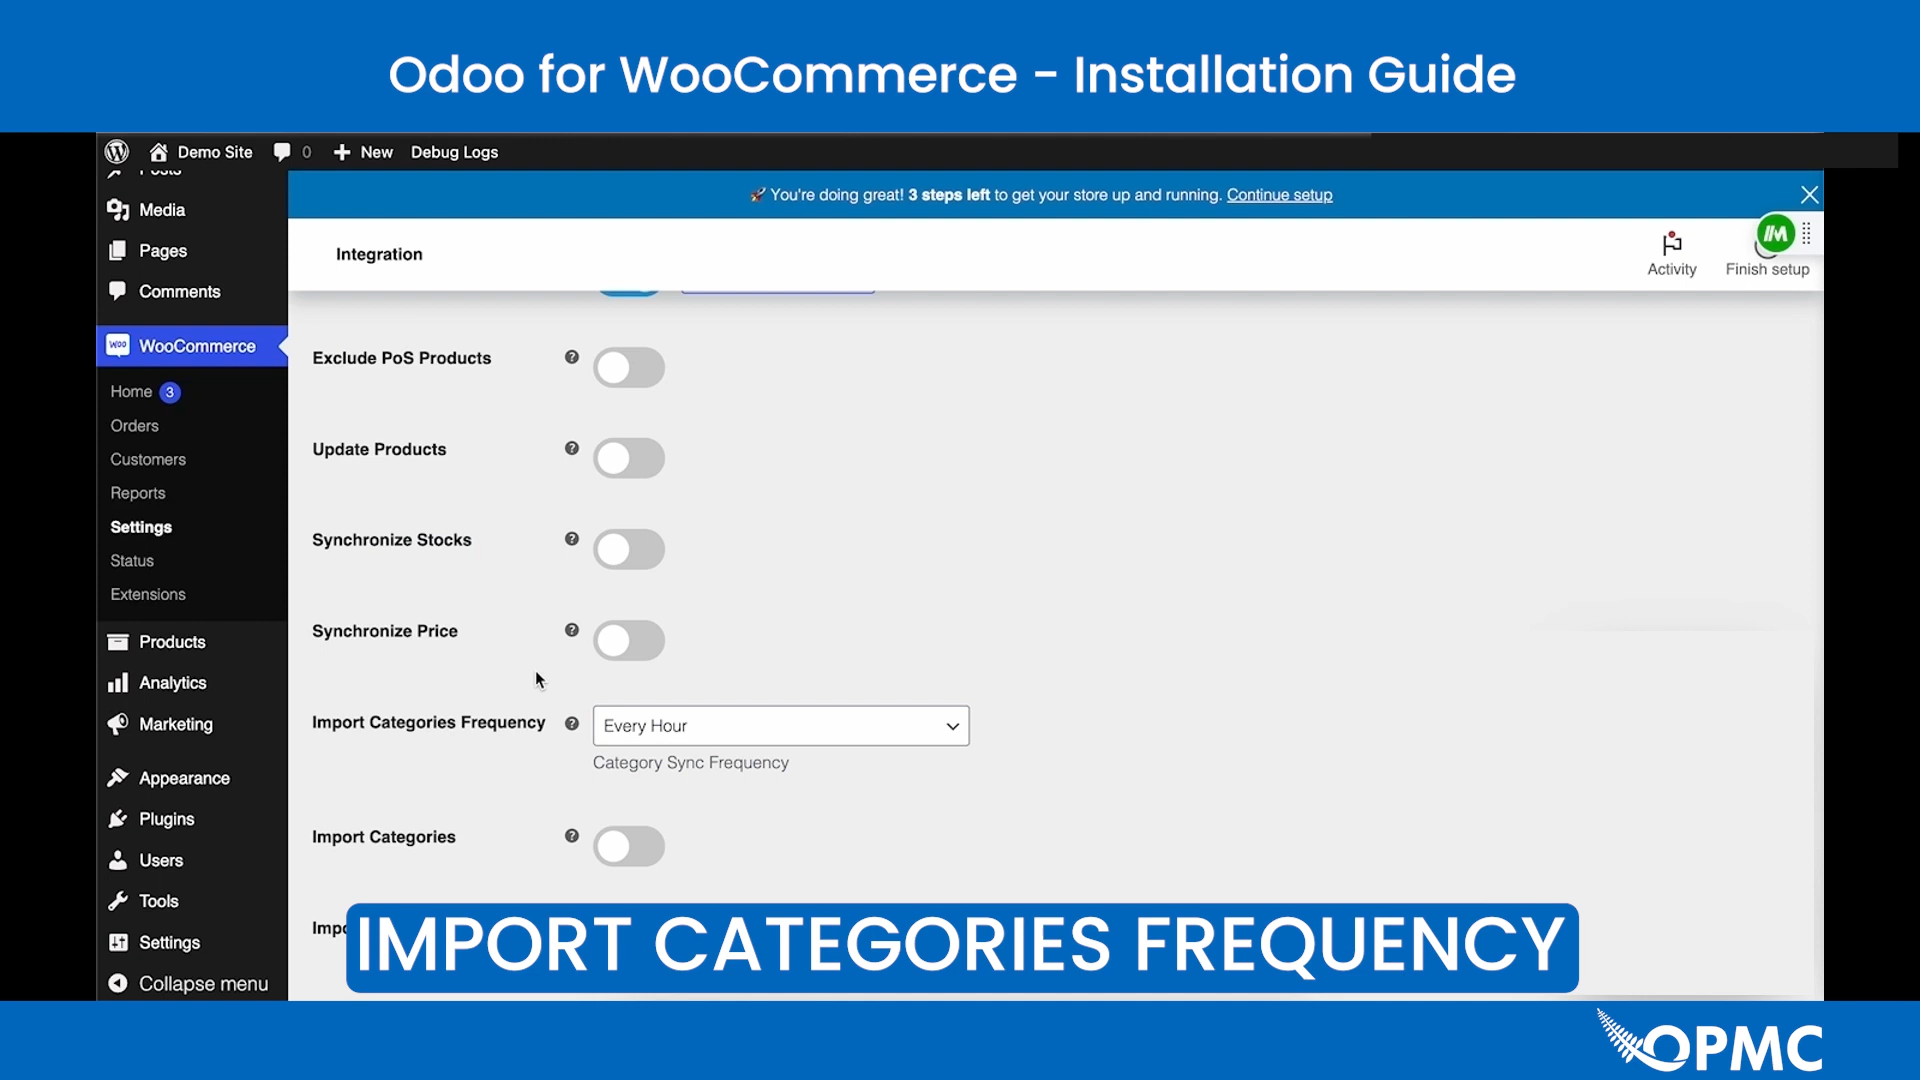 Odoo for WooCommerce - Installation Guide
Demo Site
0
New
Debug Logs
Posts
Media
Pages
Comments
WooCommerce
Home 3
Orders
Customers
Reports
Settings
Status
Extensions
Products
Analytics
Marketing
Appearance
Plugins
Users
Tools
Settings
Collapse menu
🚀 You're doing great! 3 steps left to get your store up and running. Continue setup
Integration
Activity
Finish setup
Exclude PoS Products
Update Products
Synchronize Stocks
Synchronize Price
Import Categories Frequency
Every Hour
Category Sync Frequency
Import Categories
IMPORT CATEGORIES FREQUENCY
OPMC